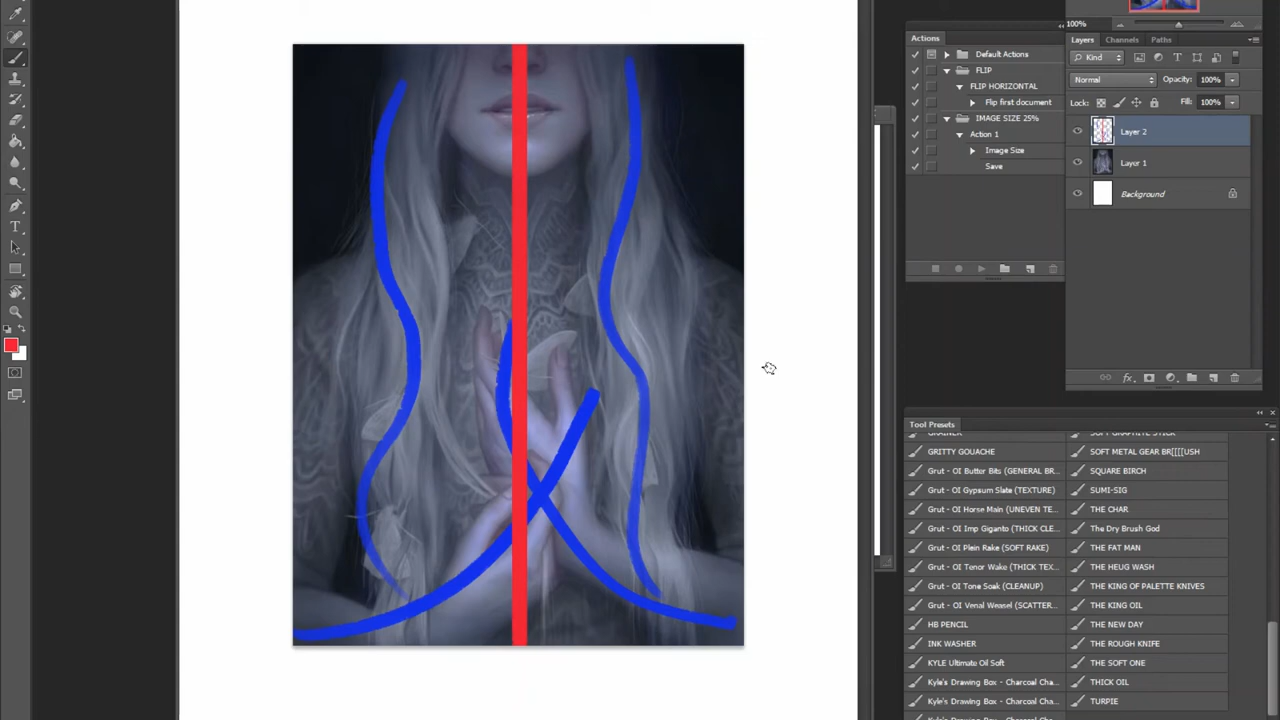 100%
Actions
Default Actions
FLIP
FLIP HORIZONTAL
Flip first document
IMAGE SIZE 25%
Action 1
Image Size
Save
Layers Channels Paths
Kind
Normal Opacity: 100%
Lock: Fill: 100%
Layer 2
Layer 1
Background
fx
Tool Presets
GRITTY GOUACHE SOFT METAL GEAR BR[[[[USH
Grut - OI Butter Bits (GENERAL BR... SQUARE BIRCH
Grut - OI Gypsum Slate (TEXTURE) SUMI-SIG
Grut - OI Horse Main (UNEVEN TE... THE CHAR
Grut - OI Imp Giganto (THICK CLE... The Dry Brush God
Grut - OI Plein Rake (SOFT RAKE) THE FAT MAN
Grut - OI Tenor Wake (THICK TEX... THE HEUG WASH
Grut - OI Tone Soak (CLEANUP) THE KING OF PALETTE KNIVES
Grut - OI Venal Weasel (SCATTER... THE KING OIL
HB PENCIL THE NEW DAY
INK WASHER THE ROUGH KNIFE
KYLE Ultimate Oil Soft THE SOFT ONE
Kyle's Drawing Box - Charcoal Cha... THICK OIL
Kyle's Drawing Box - Charcoal Cha... TURPIE